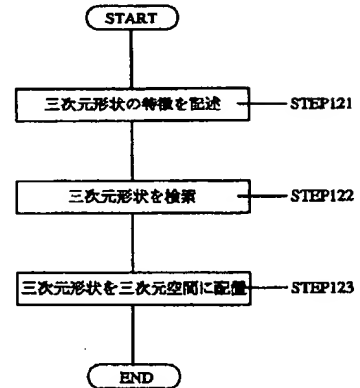 START
三次元形状の特徴を記述 STEP121
三次元形状を検索 STEP122
三次元形状を三次元空間に配置 STEP123
END